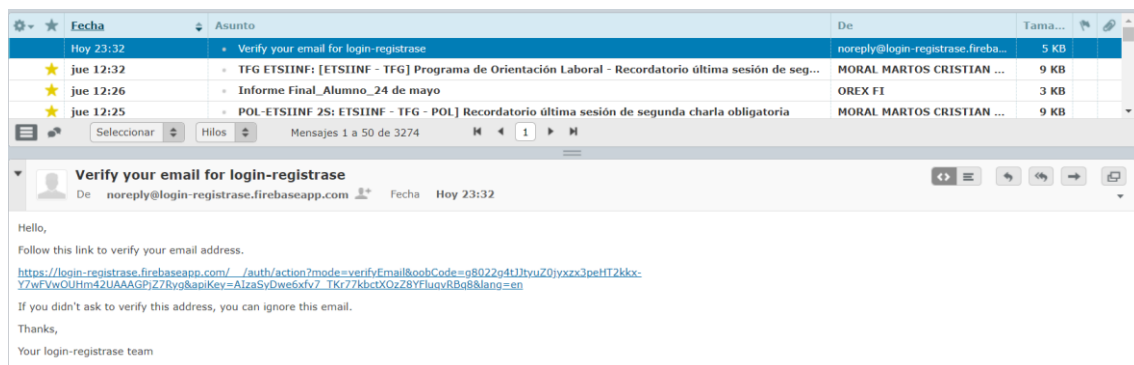 Fecha Asunto De Tama...
Hoy 23:32 Verify your email for login-registrase noreply@login-registrase.fireba... 5 KB
jue 12:32 TFG ETSIINF: [ETSIINF - TFG] Programa de Orientación Laboral - Recordatorio última sesión de seg... MORAL MARTOS CRISTIAN ... 9 KB
jue 12:26 Informe Final_Alumno_24 de mayo OREX FI 3 KB
jue 12:25 POL-ETSIINF 2S: ETSIINF - TFG - POL] Recordatorio última sesión de segunda charla obligatoria MORAL MARTOS CRISTIAN ... 9 KB
Seleccionar Hilos Mensajes 1 a 50 de 3274 1
Verify your email for login-registrase
De noreply@login-registrase.firebaseapp.com Fecha Hoy 23:32
Hello,
Follow this link to verify your email address.
https://login-registrase.firebaseapp.com/__/auth/action?mode=verifyEmail&oobCode=g8022g4tJJtvuZ0jyxzx3peHT2kkx-
Y7wFVwOUHm42UAAAGPjZ7Ryg&apiKey=AIzaSyDwe6xfv7_TKr77kbctXOzZ8YFluqvRBg8&lang=en
If you didn't ask to verify this address, you can ignore this email.
Thanks,
Your login-registrase team